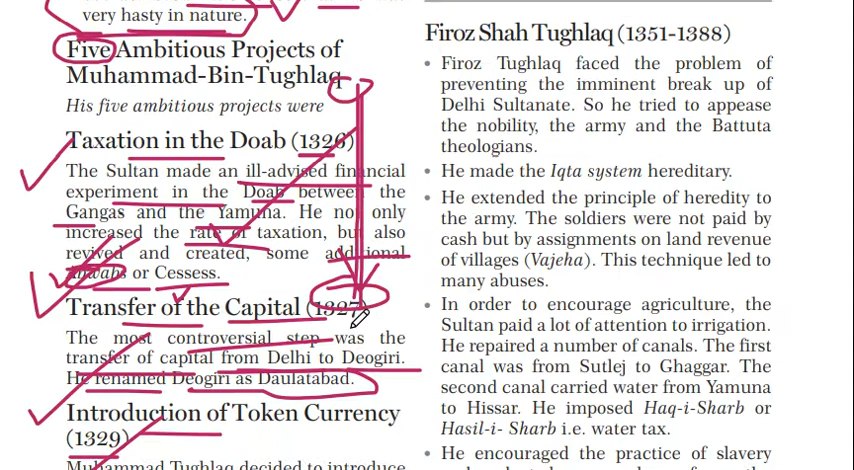 very hasty in nature.
Five Ambitious Projects of
Muhammad-Bin-Tughlaq
His five ambitious projects were
Taxation in the Doab (1326)
The Sultan made an ill-advised financial
experiment in the Doab between the
Gangas and the Yamuna. He not only
increased the rate of taxation, but also
revived and created, some additional
Abwabs or Cessess.
Transfer of the Capital (1327)
The most controversial step was the
transfer of capital from Delhi to Deogiri.
He renamed Deogiri as Daulatabad.
Introduction of Token Currency
(1329)
Muhammad Tughlaq decided to introduce
Firoz Shah Tughlaq (1351-1388)
• Firoz Tughlaq faced the problem of
preventing the imminent break up of
Delhi Sultanate. So he tried to appease
the nobility, the army and the Battuta
theologians.
• He made the Iqta system hereditary.
• He extended the principle of heredity to
the army. The soldiers were not paid by
cash but by assignments on land revenue
of villages (Vajeha). This technique led to
many abuses.
• In order to encourage agriculture, the
Sultan paid a lot of attention to irrigation.
He repaired a number of canals. The first
canal was from Sutlej to Ghaggar. The
second canal carried water from Yamuna
to Hissar. He imposed Haq-i-Sharb or
Hasil-i- Sharb i.e. water tax.
• He encouraged the practice of slavery